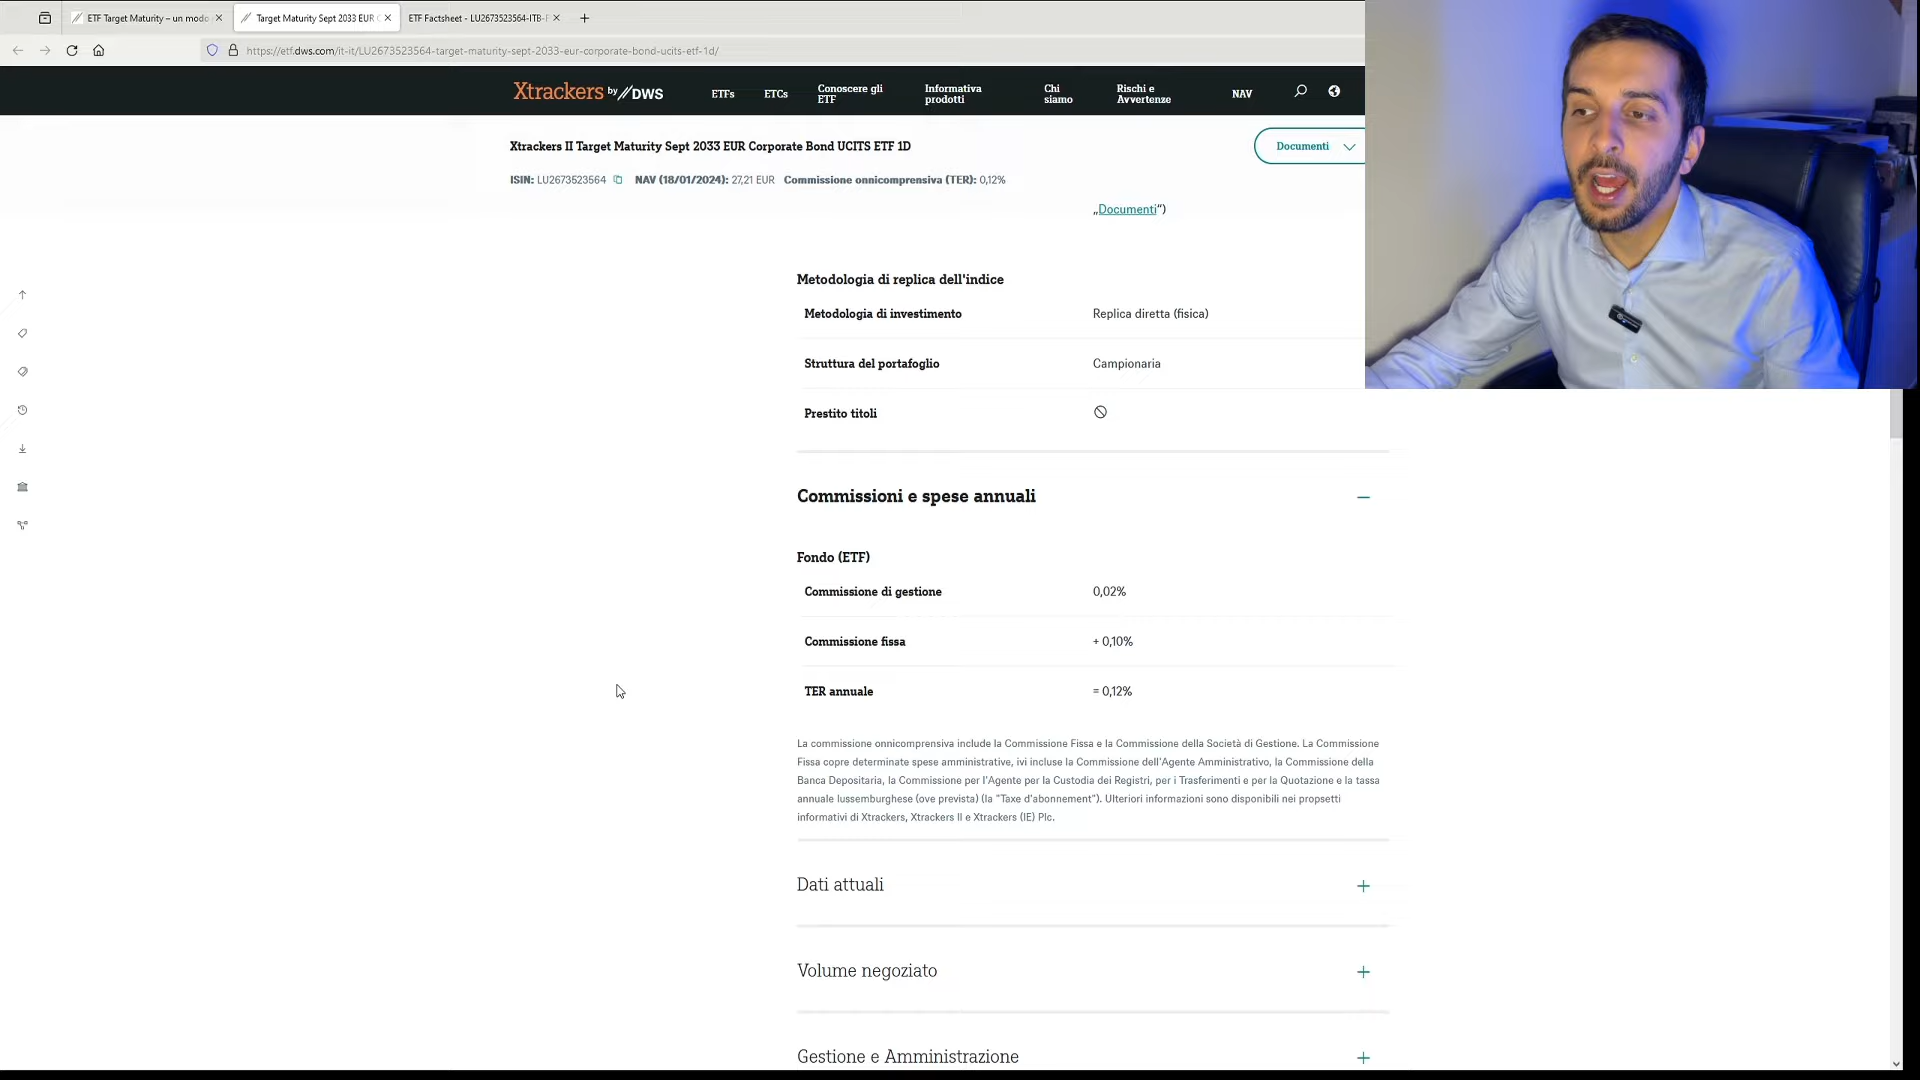 ETF Target Maturity – un modo
Target Maturity Sept 2033 EUR C
ETF Factsheet - LU2673523564-ITB-F
https://etf.dws.com/it-it/LU2673523564-target-maturity-sept-2033-eur-corporate-bond-ucits-etf-1d/
Xtrackers by //DWS
ETFs
ETCs
Conoscere gli
ETF
Informativa
prodotti
Chi
siamo
Rischi e
Avvertenze
NAV
Xtrackers II Target Maturity Sept 2033 EUR Corporate Bond UCITS ETF 1D
Documenti
ISIN: LU2673523564 NAV (18/01/2024): 27,21 EUR Commissione onnicomprensiva (TER): 0,12%
„Documenti")
Metodologia di replica dell'indice
Metodologia di investimento Replica diretta (fisica)
Struttura del portafoglio Campionaria
Prestito titoli
Commissioni e spese annuali
Fondo (ETF)
Commissione di gestione 0,02%
Commissione fissa + 0,10%
TER annuale = 0,12%
La commissione onnicomprensiva include la Commissione Fissa e la Commissione della Società di Gestione. La Commissione
Fissa copre determinate spese amministrative, ivi incluse la Commissione dell'Agente Amministrativo, la Commissione della
Banca Depositaria, la Commissione per l'Agente per la Custodia dei Registri, per i Trasferimenti e per la Quotazione e la tassa
annuale lussemburghese (ove prevista) (la "Taxe d'abonnement"). Ulteriori informazioni sono disponibili nei propsetti
informativi di Xtrackers, Xtrackers II e Xtrackers (IE) Plc.
Dati attuali
Volume negoziato
Gestione e Amministrazione